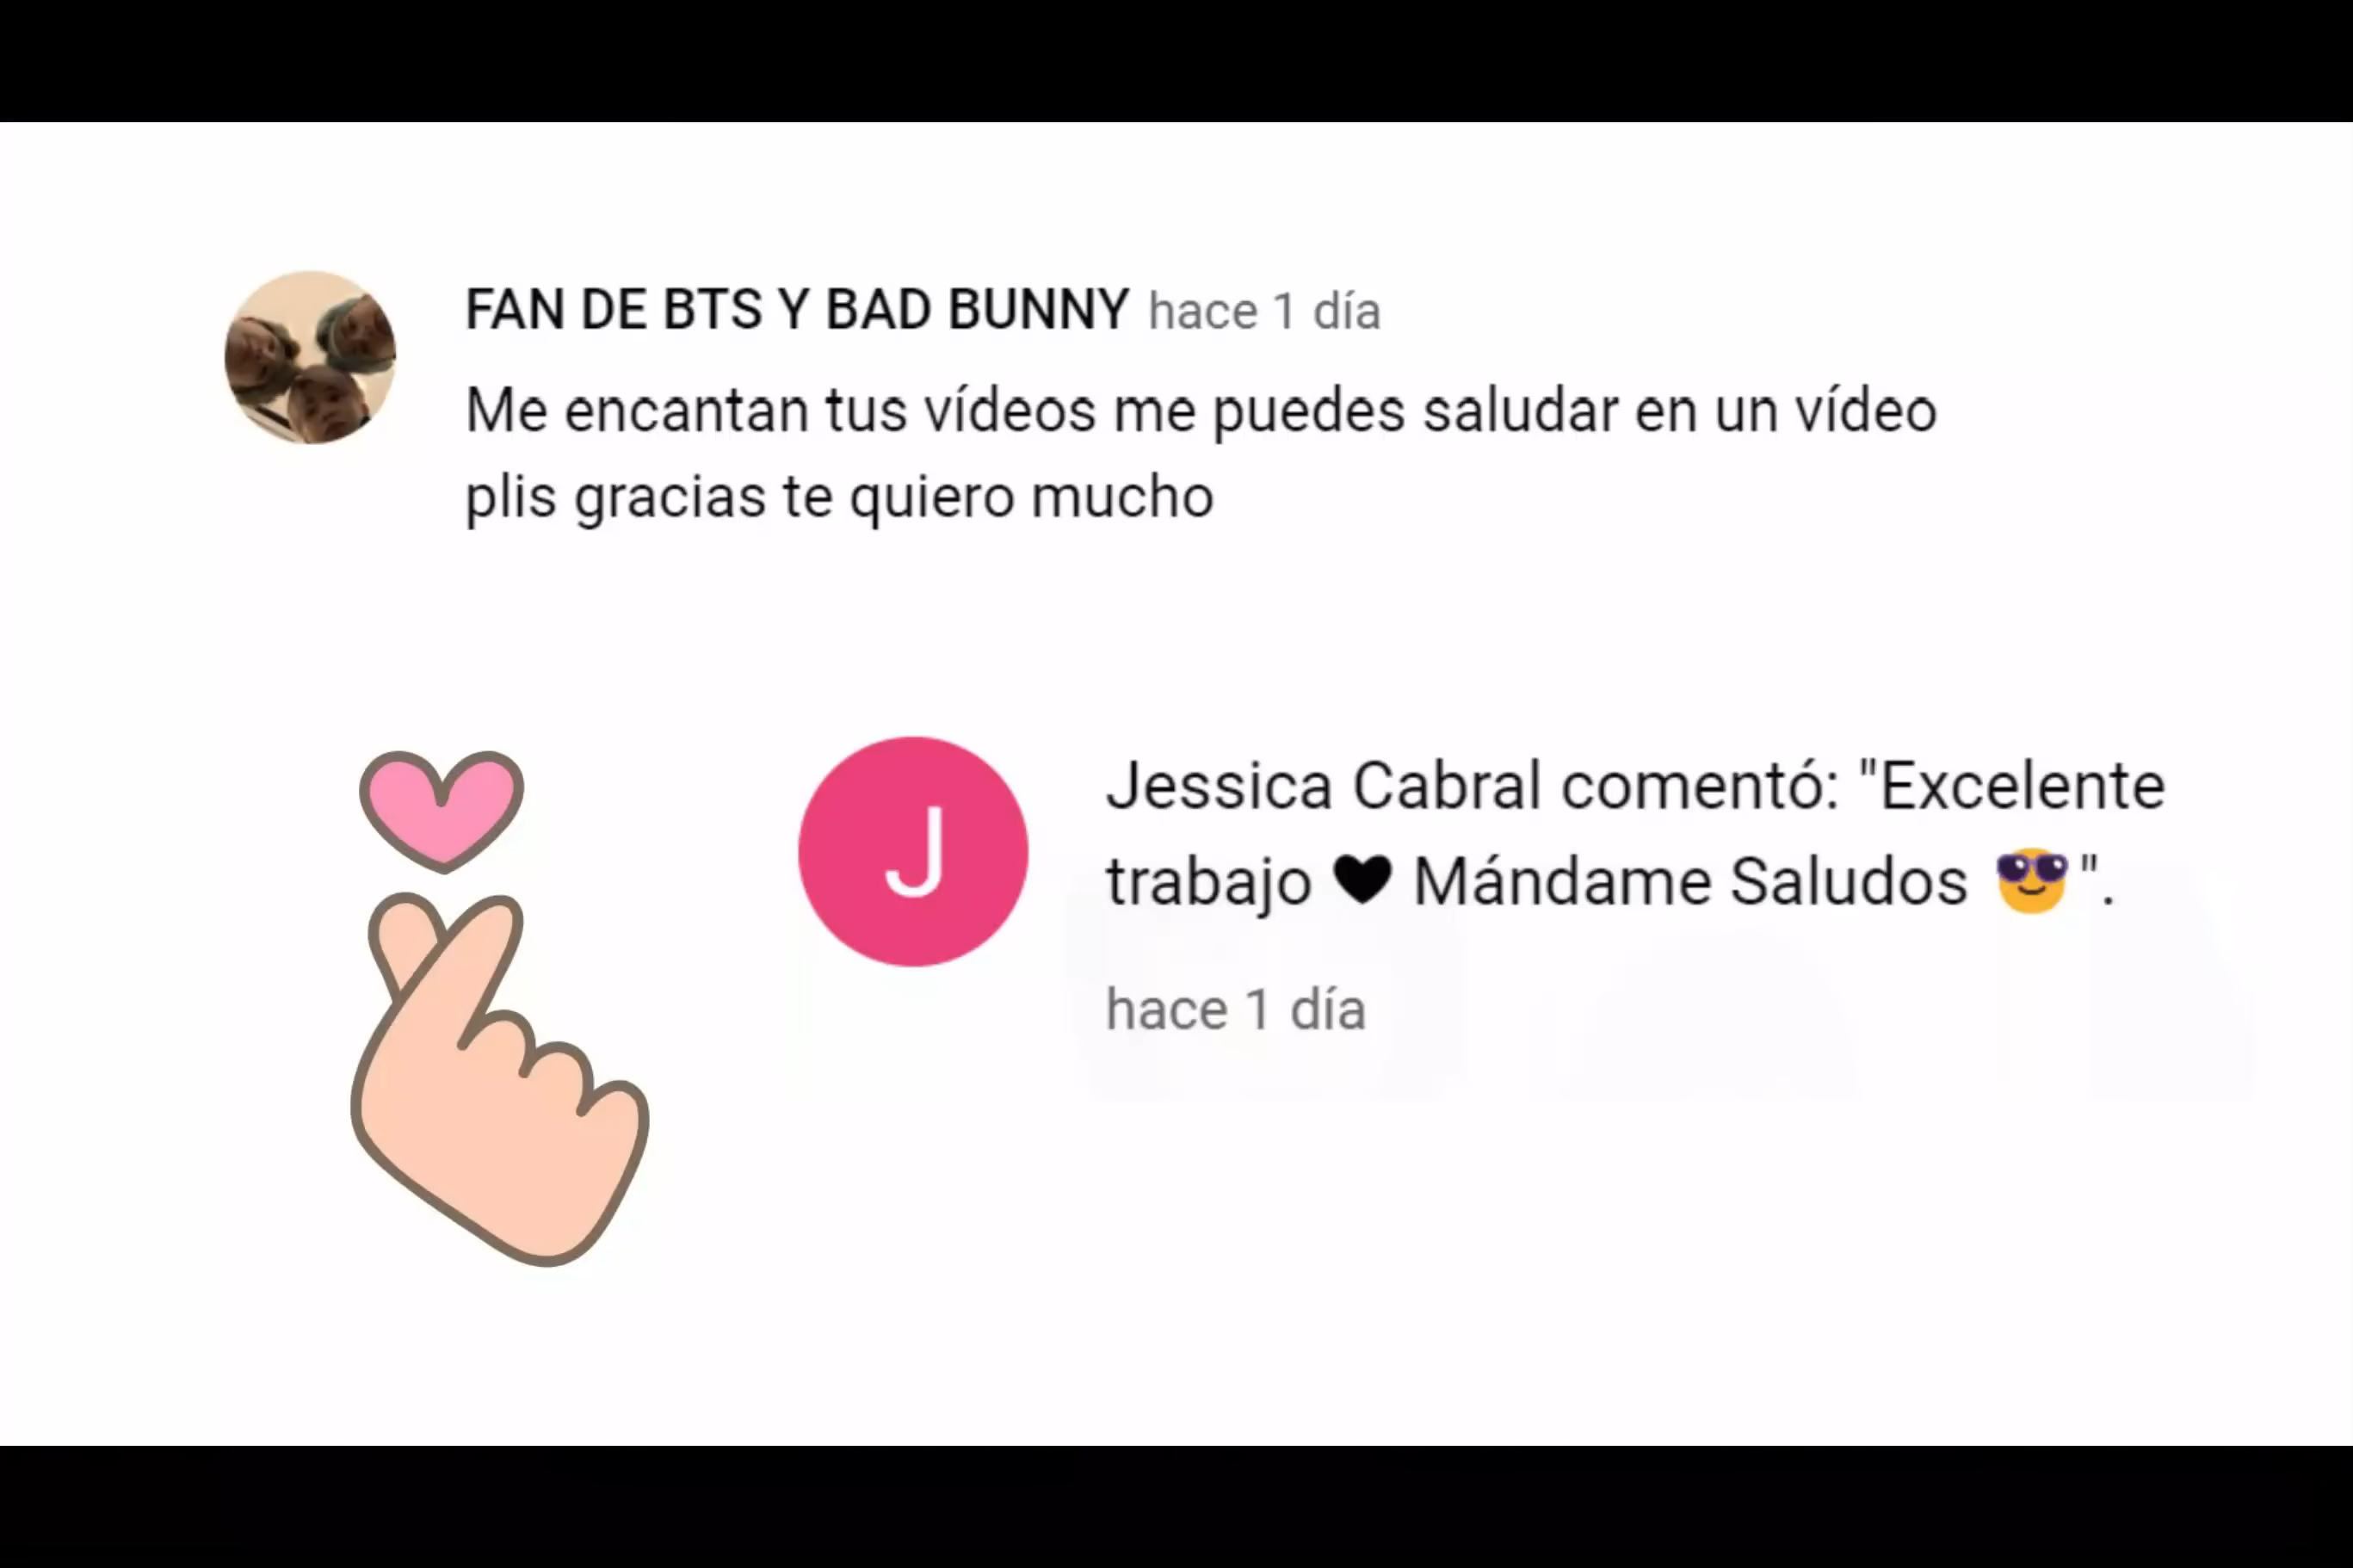 FAN DE BTS Y BAD BUNNY hace 1 día
Me encantan tus vídeos me puedes saludar en un vídeo
plis gracias te quiero mucho
J
Jessica Cabral comentó: "Excelente
trabajo 🖤 Mándame Saludos 😎".
hace 1 día